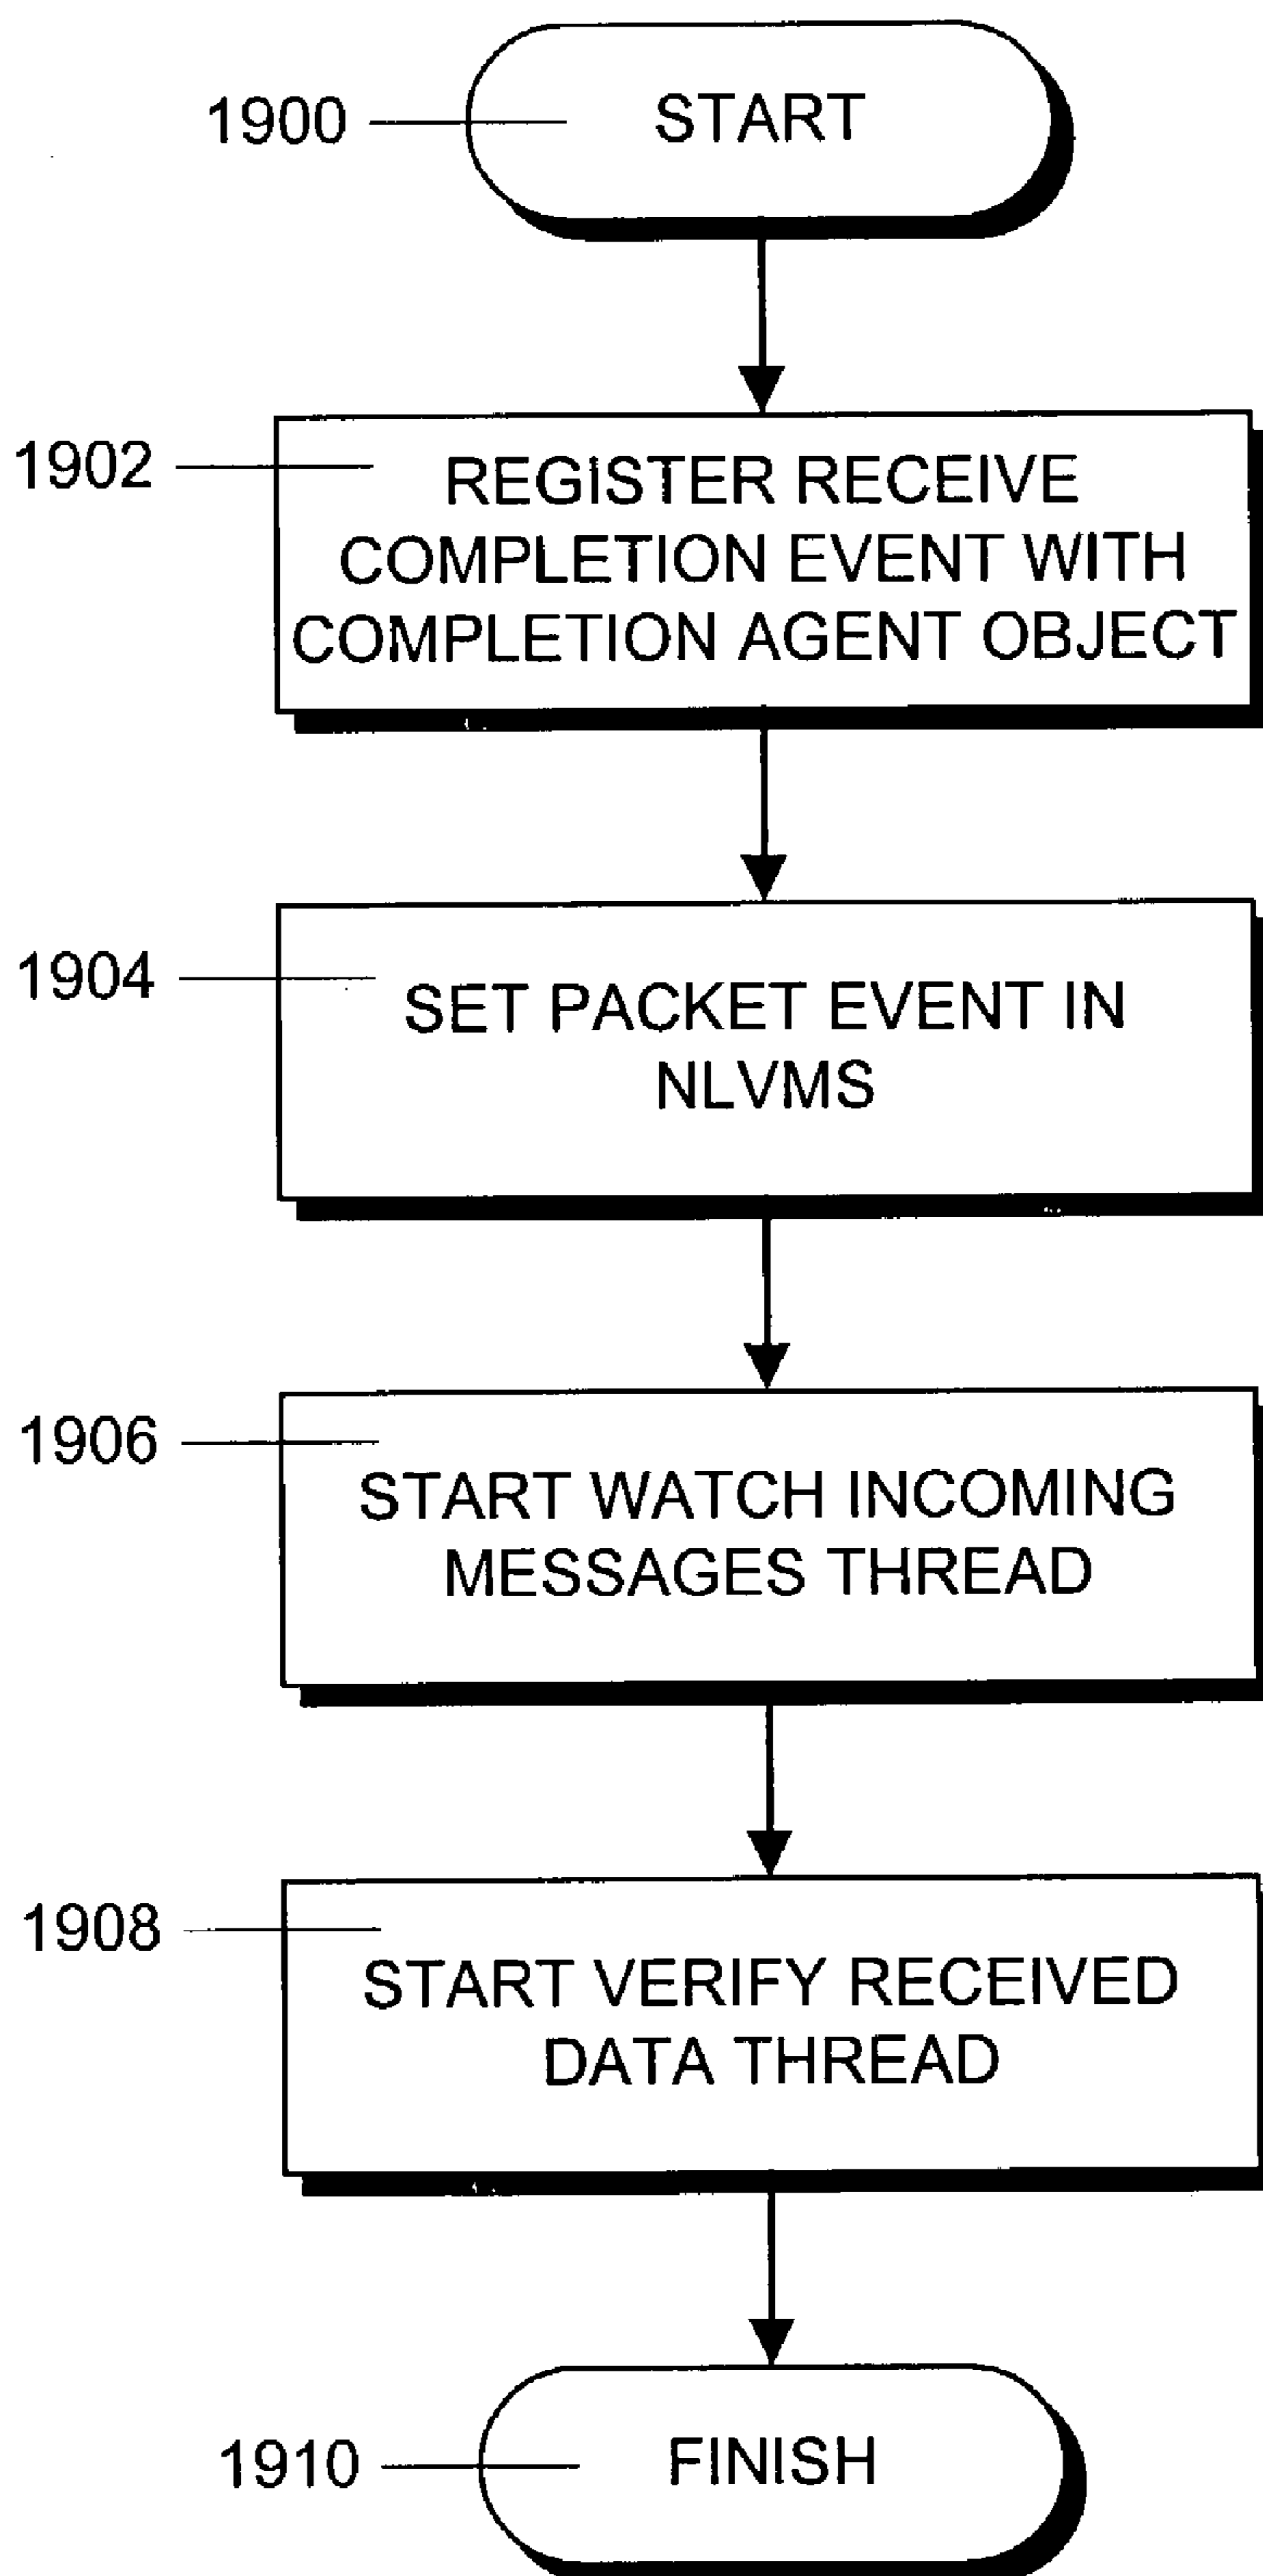 1900
START
1902
REGISTER RECEIVE
COMPLETION EVENT WITH
COMPLETION AGENT OBJECT
1904
SET PACKET EVENT IN
NLVMS
1906
START WATCH INCOMING
MESSAGES THREAD
1908
START VERIFY RECEIVED
DATA THREAD
1910
FINISH